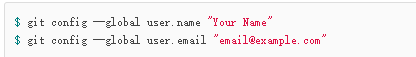 $ git config --global user.name "Your Name"
$ git config --global user.email "email@example.com"